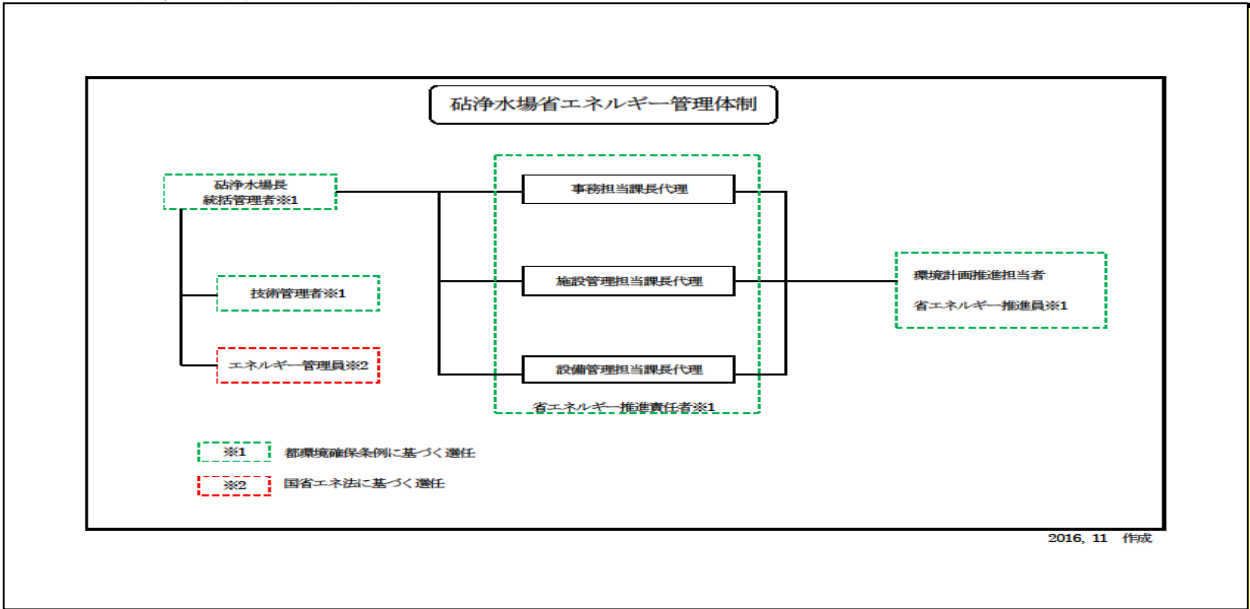 砧浄水場省エネルギー管理体制
砧浄水場長
統括管理者※1
技術管理者※1
エネルギー管理員※2
事務担当課長代理
施設管理担当課長代理
設備管理担当課長代理
省エネルギー推進責任者※1
環境計画推進担当者
省エネルギー推進員※1
※1 都環境確保条例に基づく選任
※2 国省エネ法に基づく選任
2016, 11 作成